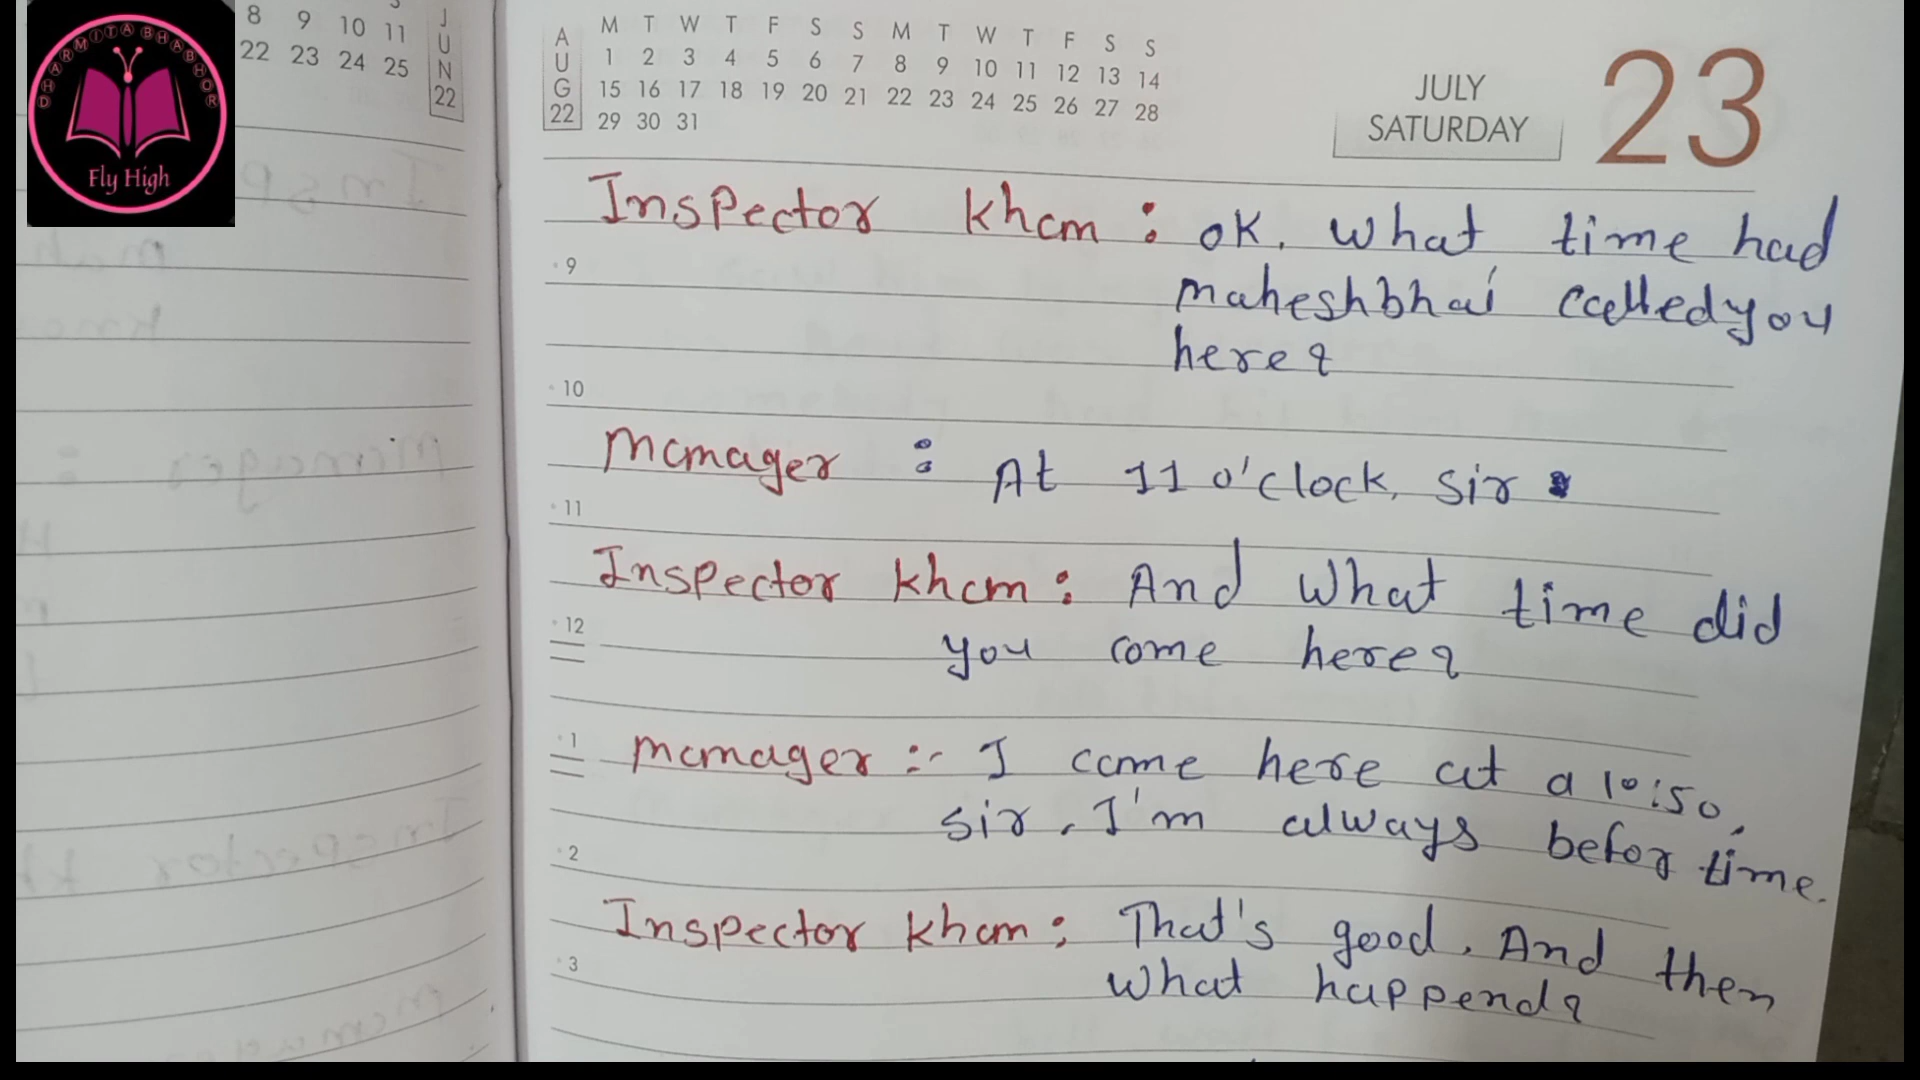 DHARMITA BHABHOR
Fly High
8 9 10 11
22 23 24 25
JUN 22
AUG 22
M T W T F S S M T W T F S S
1 2 3 4 5 6 7 8 9 10 11 12 13 14
15 16 17 18 19 20 21 22 23 24 25 26 27 28
29 30 31
JULY
SATURDAY
23
Inspector khan : OK. What time had
9
maheshbhai called you
here?
10
Manager : At 11 o'clock, sir.
11
Inspector khan : And What time did
12
you come here?
1
manager :- I came here at a 10:50,
sir, I'm always befor time.
2
Inspector khan : That's good. And then
3
What happend?